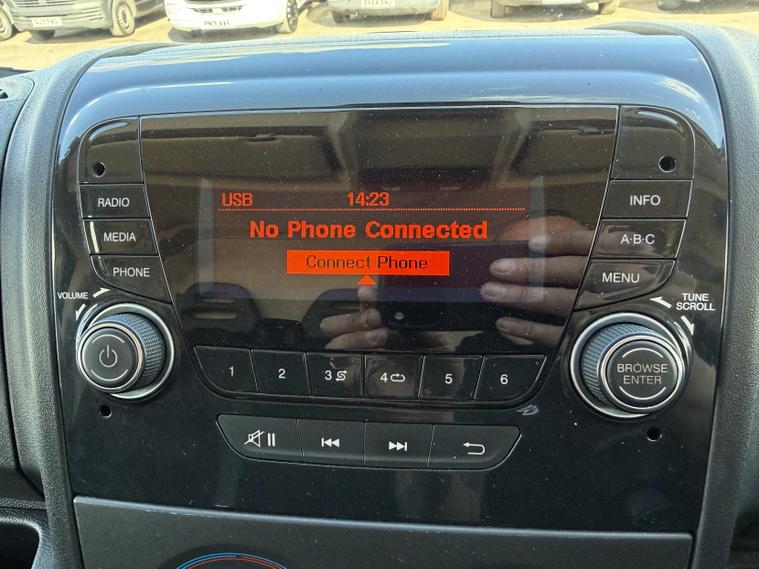 USB 14:23
No Phone Connected
Connect Phone
RADIO
MEDIA
PHONE
VOLUME
INFO
A·B·C
MENU
TUNE
SCROLL
BROWSE
ENTER
1 2 3 4 5 6